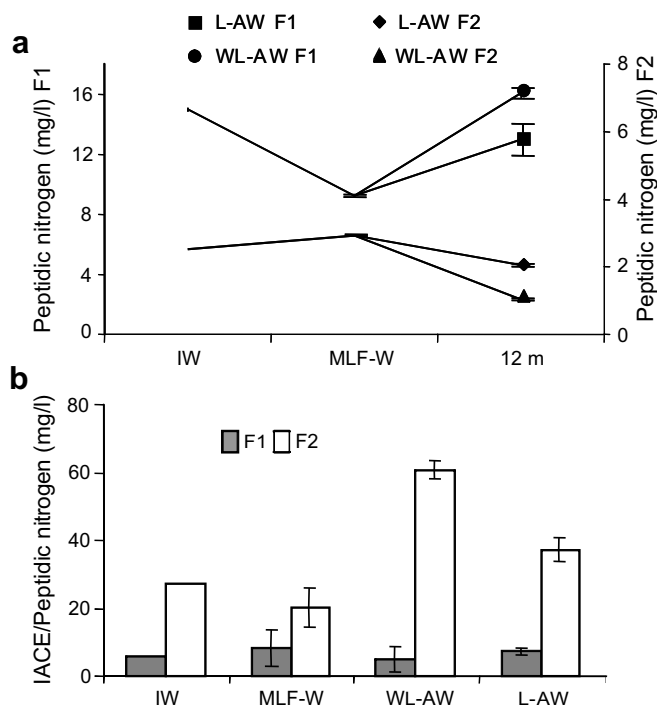 a
L-AW F1
L-AW F2
WL-AW F1
WL-AW F2
Peptidic nitrogen (mg/l) F1
16
12
8
4
0
Peptidic nitrogen (mg/l) F2
8
6
4
2
0
IW
MLF-W
12 m
b
IACE/Peptidic nitrogen (mg/l)
80
60
40
20
0
F1
F2
IW
MLF-W
WL-AW
L-AW